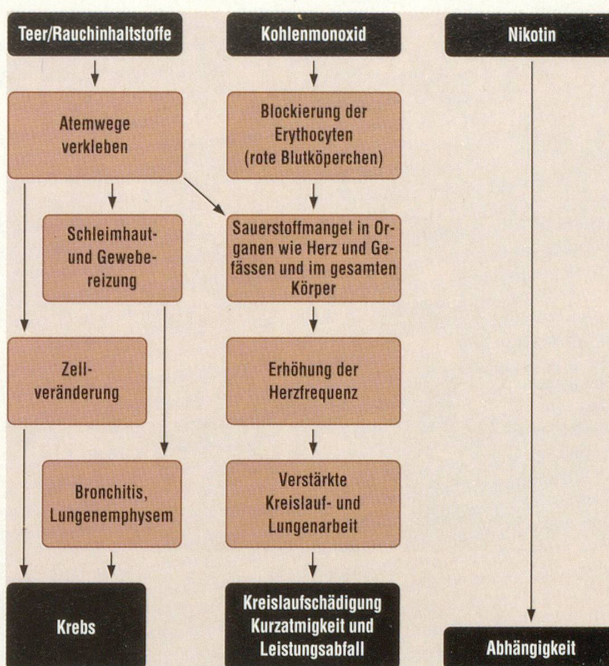 Teer/Rauchinhaltstoffe
Kohlenmonoxid
Nikotin
Atemwege
verkleben
Blockierung der
Erythocyten
(rote Blutköperchen)
Schleimhaut-
und Gewebe-
reizung
Sauerstoffmangel in Or-
ganen wie Herz und Ge-
fässen und im gesamten
Körper
Zell-
veränderung
Erhöhung der
Herzfrequenz
Bronchitis,
Lungenemphysem
Verstärkte
Kreislauf- und
Lungenarbeit
Krebs
Kreislaufschädigung
Kurzatmigkeit und
Leistungsabfall
Abhängigkeit